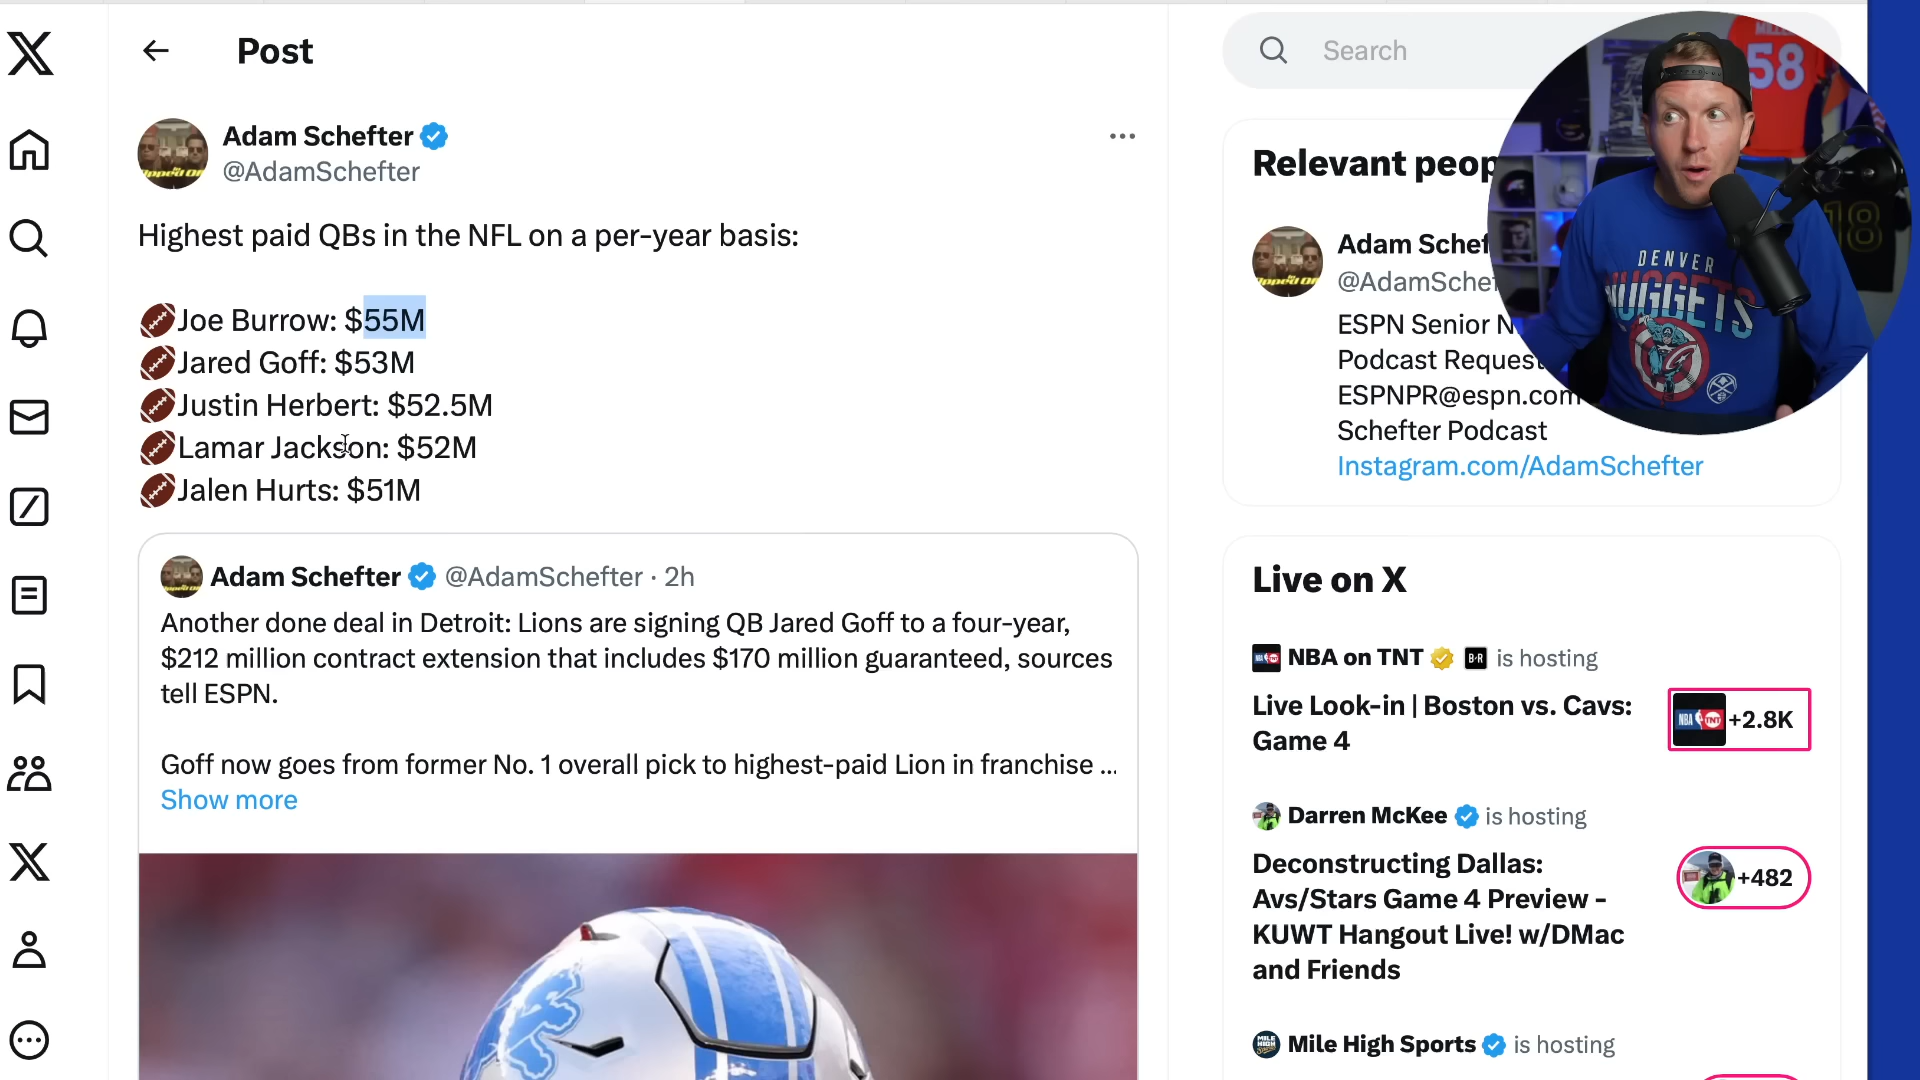 Post
Adam Schefter
@AdamSchefter
Highest paid QBs in the NFL on a per-year basis:
🏈Joe Burrow: $55M
🏈Jared Goff: $53M
🏈Justin Herbert: $52.5M
🏈Lamar Jackson: $52M
🏈Jalen Hurts: $51M
Adam Schefter @AdamSchefter · 2h
Another done deal in Detroit: Lions are signing QB Jared Goff to a four-year,
$212 million contract extension that includes $170 million guaranteed, sources
tell ESPN.
Goff now goes from former No. 1 overall pick to highest-paid Lion in franchise ...
Show more
Search
Relevant peop
Adam Schef
@AdamSchef
ESPN Senior N
Podcast Request
ESPNPR@espn.com
Schefter Podcast
Instagram.com/AdamSchefter
58
18
DENVER
NUGGETS
Live on X
NBA on TNT B·R is hosting
Live Look-in | Boston vs. Cavs:
Game 4
NBA TNT +2.8K
Darren McKee is hosting
Deconstructing Dallas:
Avs/Stars Game 4 Preview -
KUWT Hangout Live! w/DMac
and Friends
+482
Mile High Sports is hosting